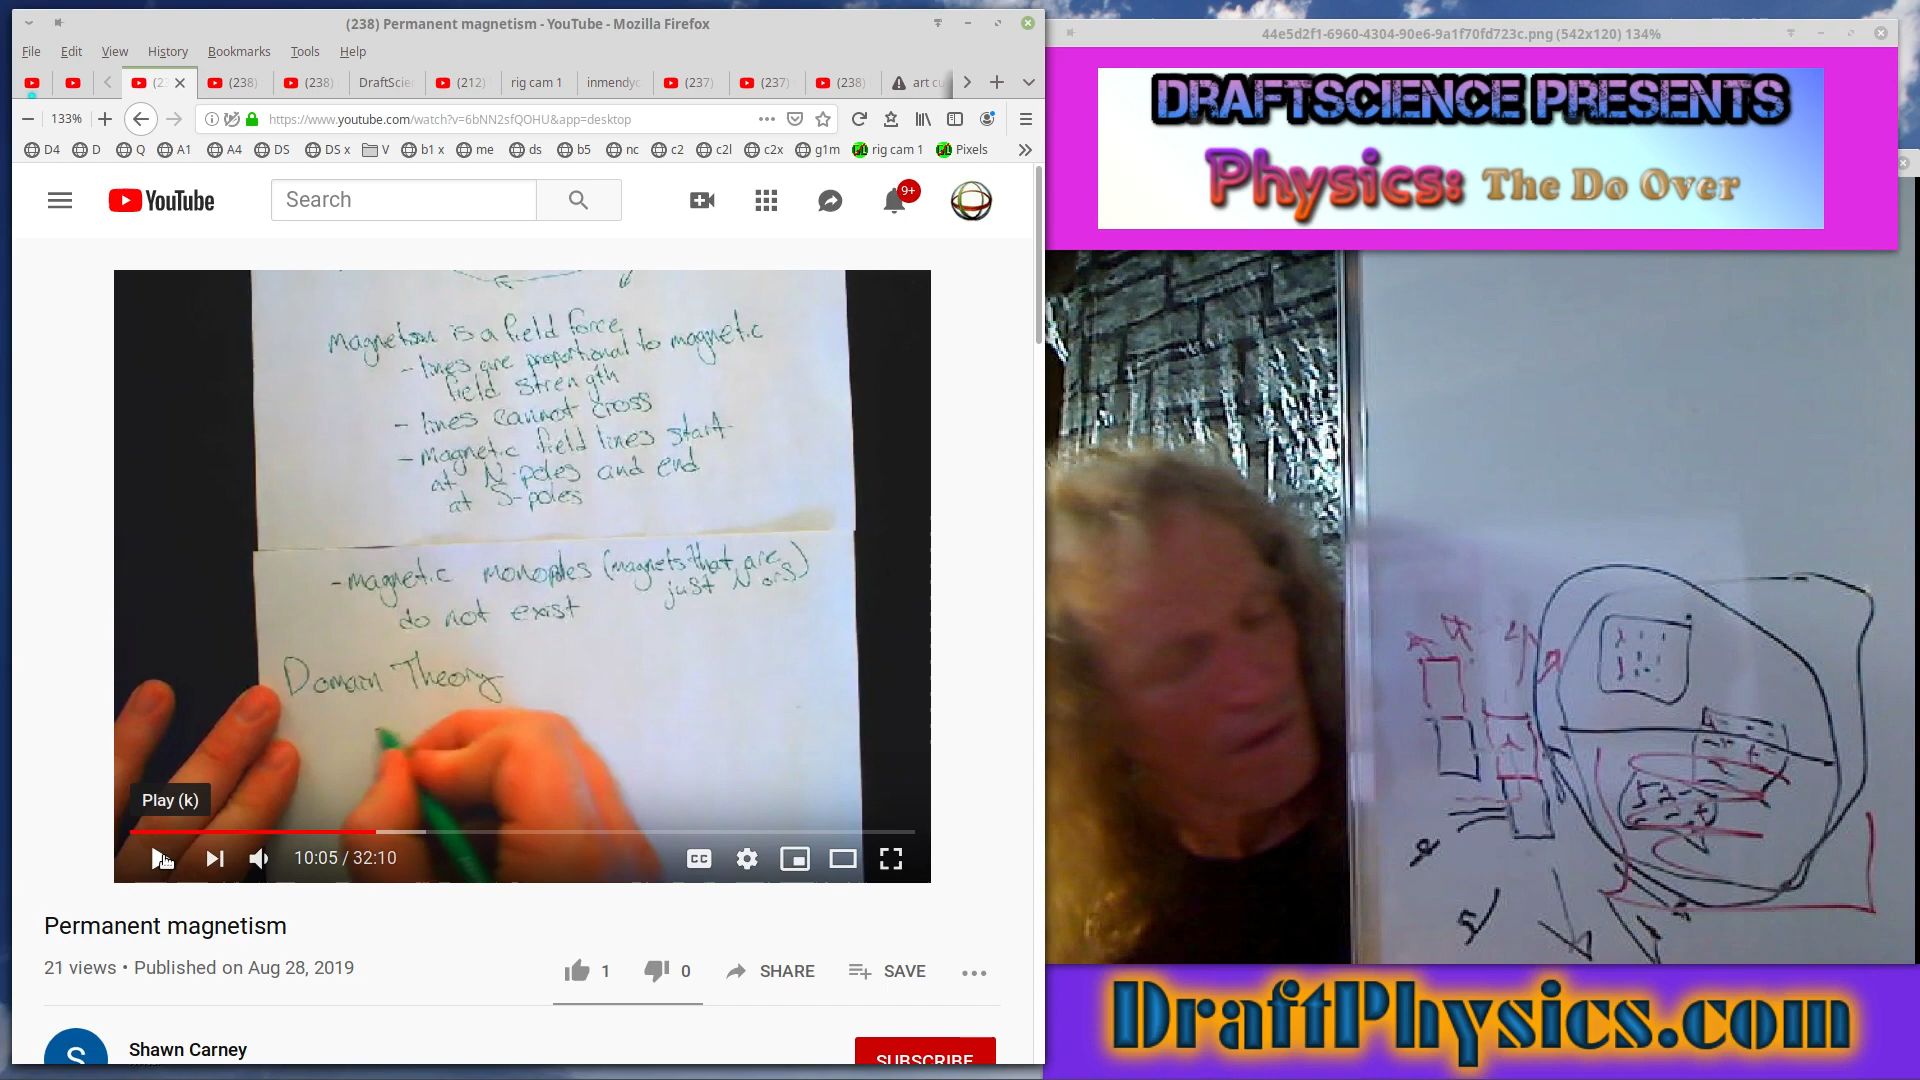 (238) Permanent magnetism - YouTube - Mozilla Firefox
File Edit View History Bookmarks Tools Help
(238) (238) DraftScien (212) rig cam 1 inmendyc (237) (237) (238) art cu
133% https://www.youtube.com/watch?v=6bNN2sfQOHU&app=desktop
D4 D Q A1 A4 DS DS x V b1 x me ds b5 nc c2 c2l c2x g1m rig cam 1 Pixels
YouTube Search 9+
Magnetism is a field force
- lines are proportional to magnetic
field strength
- lines cannot cross
- Magnetic field lines start
at N-poles and end
at S-poles
- magnetic monopoles (magnets that are
just N or S)
do not exist
Domain Theory
Play (k)
10:05 / 32:10
CC
Permanent magnetism
21 views • Published on Aug 28, 2019
1 0 SHARE SAVE
S
Shawn Carney
SUBSCRIBE
44e5d2f1-6960-4304-90e6-9a1f70fd723c.png (542x120) 134%
DRAFTSCIENCE PRESENTS
Physics: The Do Over
DraftPhysics.com